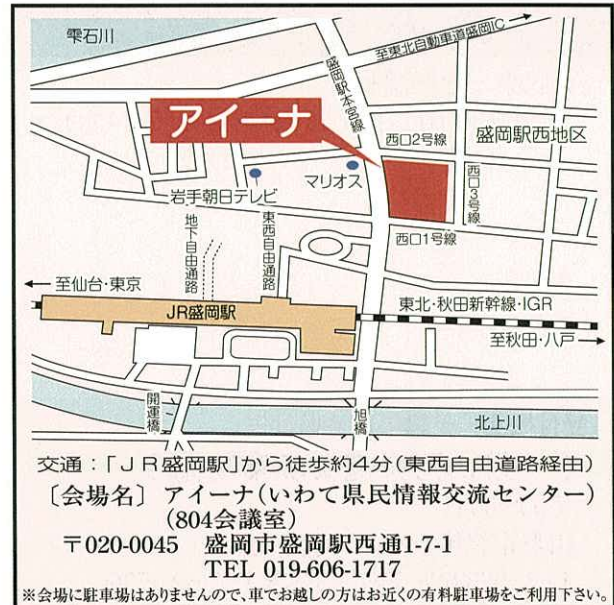 雫石川
至東北自動車道盛岡IC
盛岡駅本宮線
アイーナ
西口2号線
盛岡駅西地区
マリオス
岩手朝日テレビ
西口3号線
地下自由通路
東西自由通路
西口1号線
至仙台・東京
JR盛岡駅
東北・秋田新幹線・IGR
至秋田・八戸
開運橋
旭橋
北上川
交通：「JR盛岡駅」から徒歩約4分(東西自由道路経由)
〔会場名〕 アイーナ(いわて県民情報交流センター)
(804会議室)
〒020-0045 盛岡市盛岡駅西通1-7-1
TEL 019-606-1717
※会場に駐車場はありませんので、車でお越しの方はお近くの有料駐車場をご利用下さい。